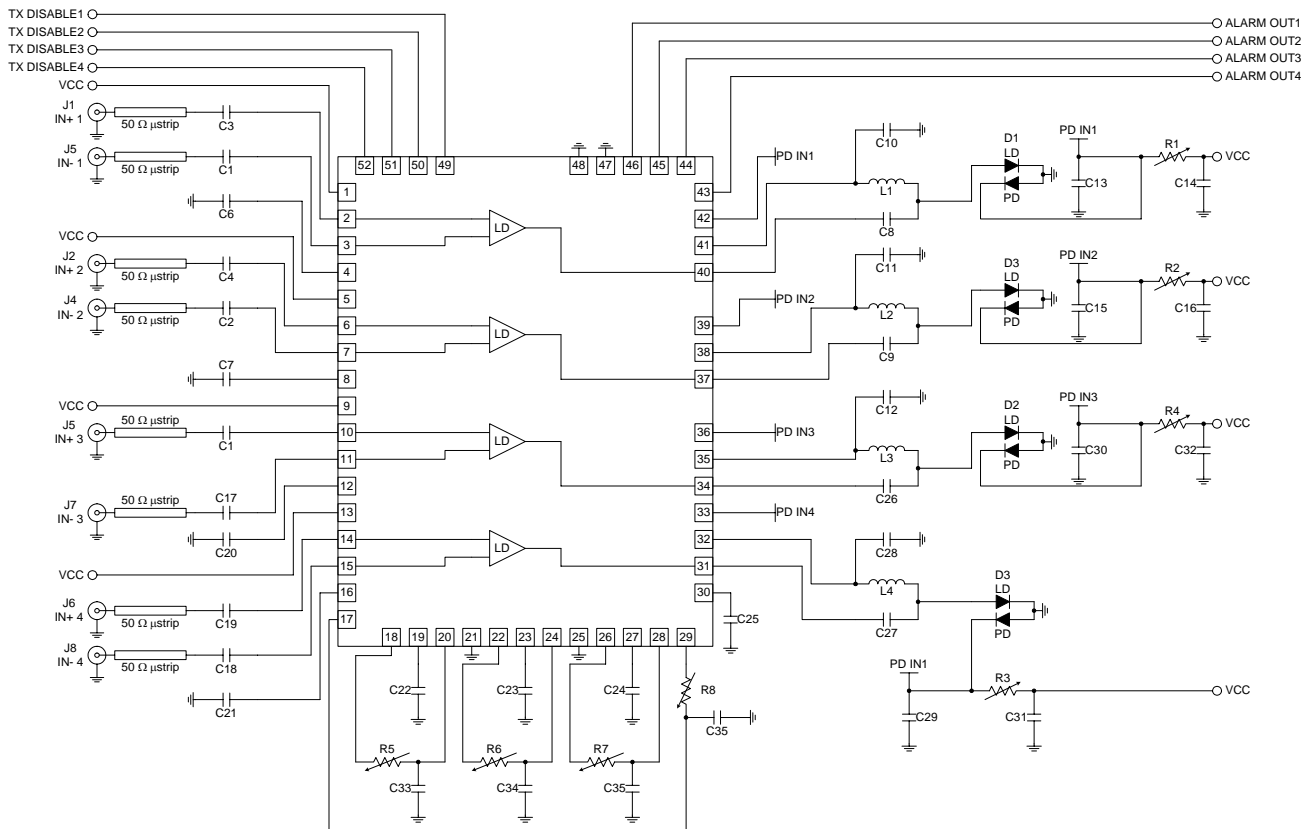 TX DISABLE1
TX DISABLE2
TX DISABLE3
TX DISABLE4
VCC
ALARM OUT1
ALARM OUT2
ALARM OUT3
ALARM OUT4
J1
IN+ 1
50 Ω µstrip
C3
J5
IN- 1
50 Ω µstrip
C1
C6
VCC
J2
IN+ 2
50 Ω µstrip
C4
J4
IN- 2
50 Ω µstrip
C2
C7
VCC
J5
IN+ 3
50 Ω µstrip
C1
J7
IN- 3
50 Ω µstrip
C17
C20
VCC
J6
IN+ 4
50 Ω µstrip
C19
J8
IN- 4
50 Ω µstrip
C18
C21
52
51
50
49
48
47
46
45
44
1
2
3
4
5
6
7
8
9
10
11
12
13
14
15
16
17
LD
LD
LD
LD
43
42
41
40
39
38
37
36
35
34
33
32
31
30
18
19
20
21
22
23
24
25
26
27
28
29
PD IN1
C10
L1
C8
D1
LD
PD
PD IN1
C13
R1
C14
VCC
PD IN2
C11
L2
C9
D3
LD
PD
PD IN2
C15
R2
C16
VCC
PD IN3
C12
L3
C26
D2
LD
PD
PD IN3
C30
R4
C32
VCC
PD IN4
C28
L4
C27
D3
LD
PD
C25
PD IN1
C29
R3
C31
VCC
C22
C23
C24
R8
C35
R5
C33
R6
C34
R7
C35